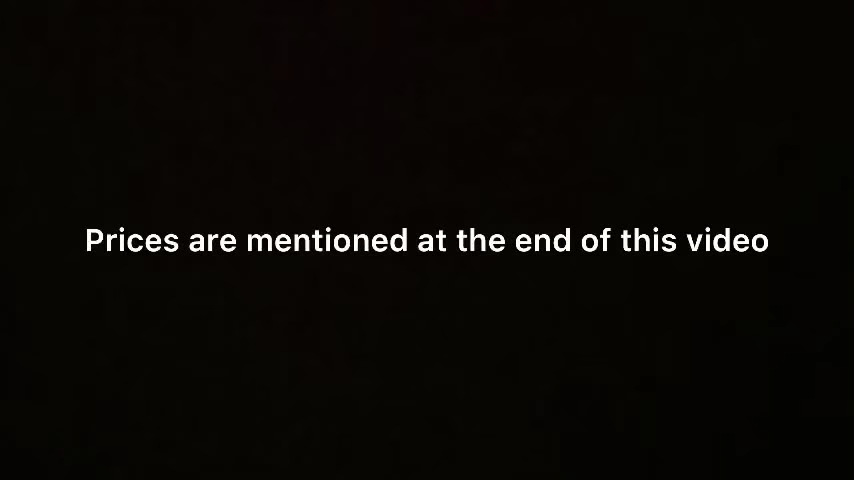 Prices are mentioned at the end of this video